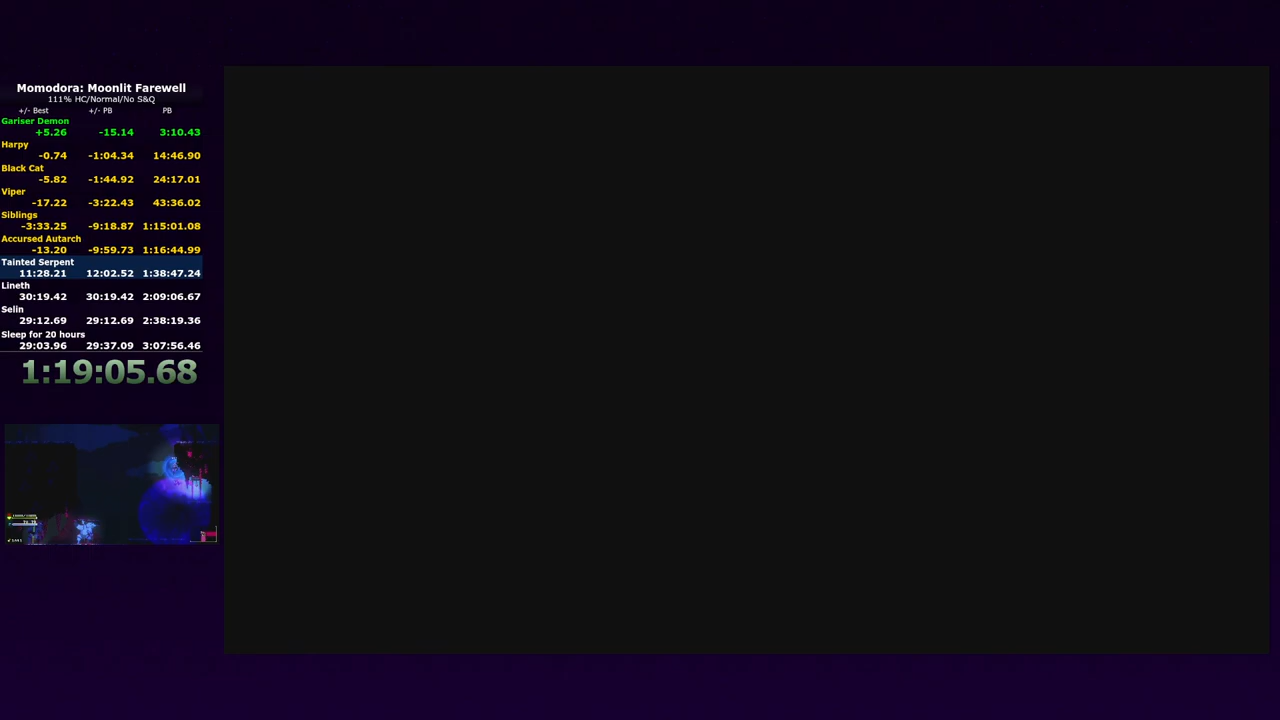 Momodora: Moonlit Farewell
111% HC/Normal/No S&Q
+/- Best +/- PB PB
Gariser Demon
+5.26 -15.14 3:10.43
Harpy
-0.74 -1:04.34 14:46.90
Black Cat
-5.82 -1:44.92 24:17.01
Viper
-17.22 -3:22.43 43:36.02
Siblings
-3:33.25 -9:18.87 1:15:01.08
Accursed Autarch
-13.20 -9:59.73 1:16:44.99
Tainted Serpent
11:28.21 12:02.52 1:38:47.24
Lineth
30:19.42 30:19.42 2:09:06.67
Selin
29:12.69 29:12.69 2:38:19.36
Sleep for 20 hours
29:03.96 29:37.09 3:07:56.46
1:19:05.68